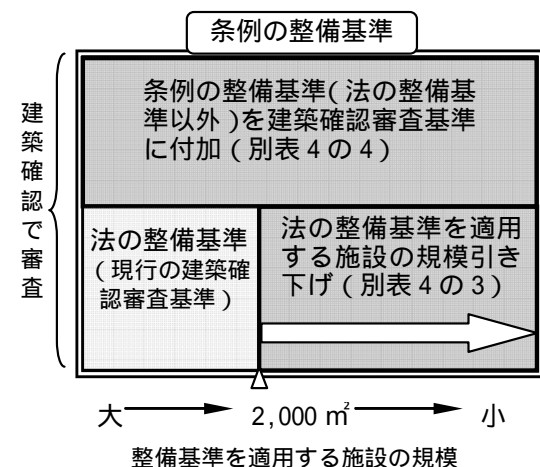 条例の整備基準
建築確認で審査
条例の整備基準(法の整備基
準以外)を建築確認審査基準
に付加(別表4の4)
法の整備基準
(現行の建築確
認審査基準)
法の整備基準を適用
する施設の規模引き
下げ(別表4の3)
大 2,000㎡ 小
整備基準を適用する施設の規模